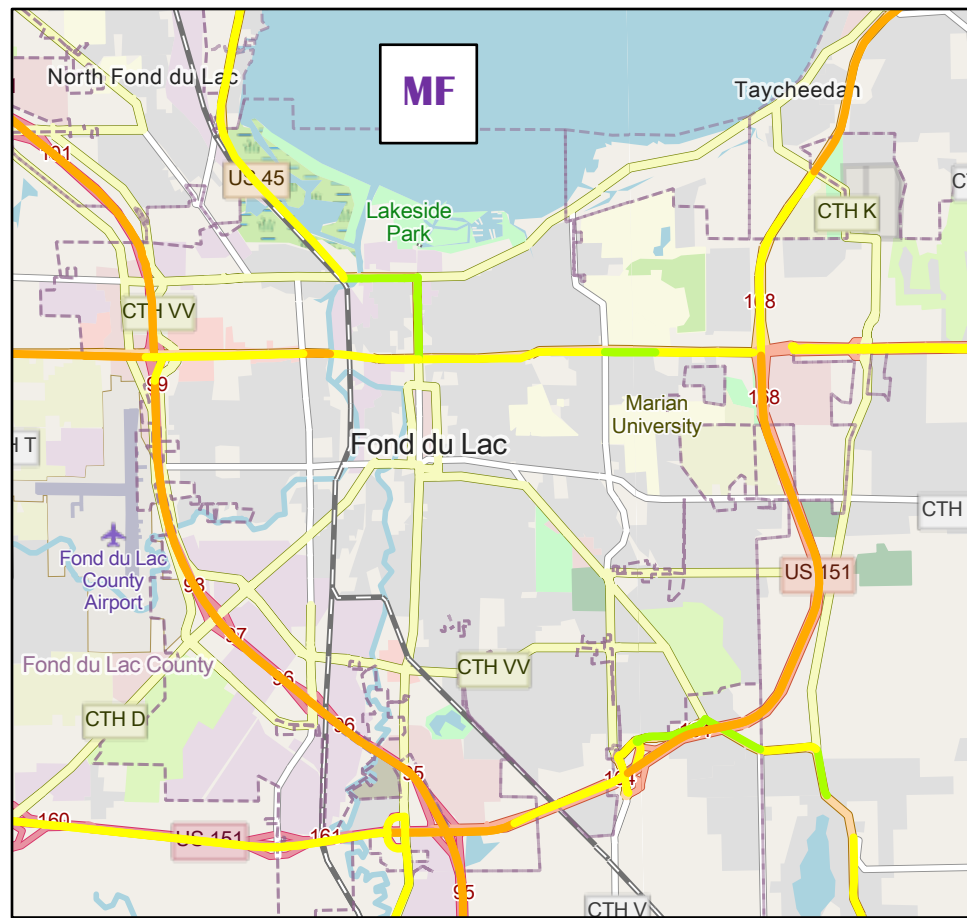 MF
North Fond du Lac
Taycheedah
101
US 45
Lakeside
Park
CTH K
CTH VV
168
99
168
Marian
University
Fond du Lac
CTH
Fond du Lac
County
Airport
US 151
98
97
Fond du Lac County
96
CTH VV
CTH D
96
95
164
160
US 151
161
95
CTH V